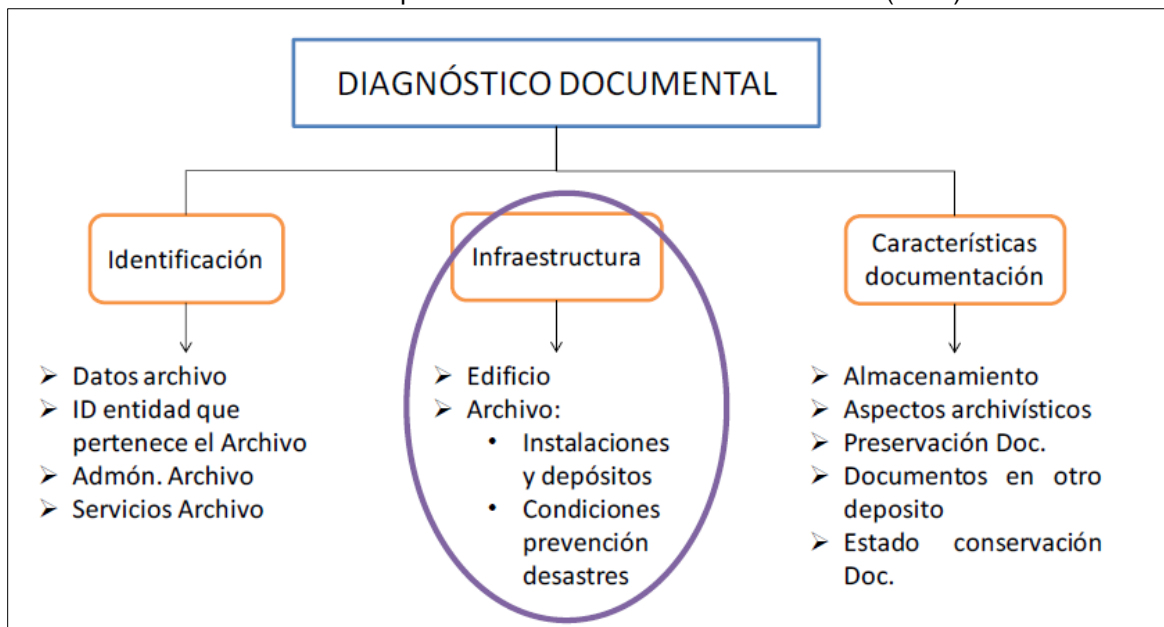 DIAGNÓSTICO DOCUMENTAL
Identificación
➢ Datos archivo
➢ ID entidad que
pertenece el Archivo
➢ Admón. Archivo
➢ Servicios Archivo
Infraestructura
➢ Edificio
➢ Archivo:
• Instalaciones
y depósitos
• Condiciones
prevención
desastres
Características
documentación
➢ Almacenamiento
➢ Aspectos archivísticos
➢ Preservación Doc.
➢ Documentos en otro
deposito
➢ Estado conservación
Doc.